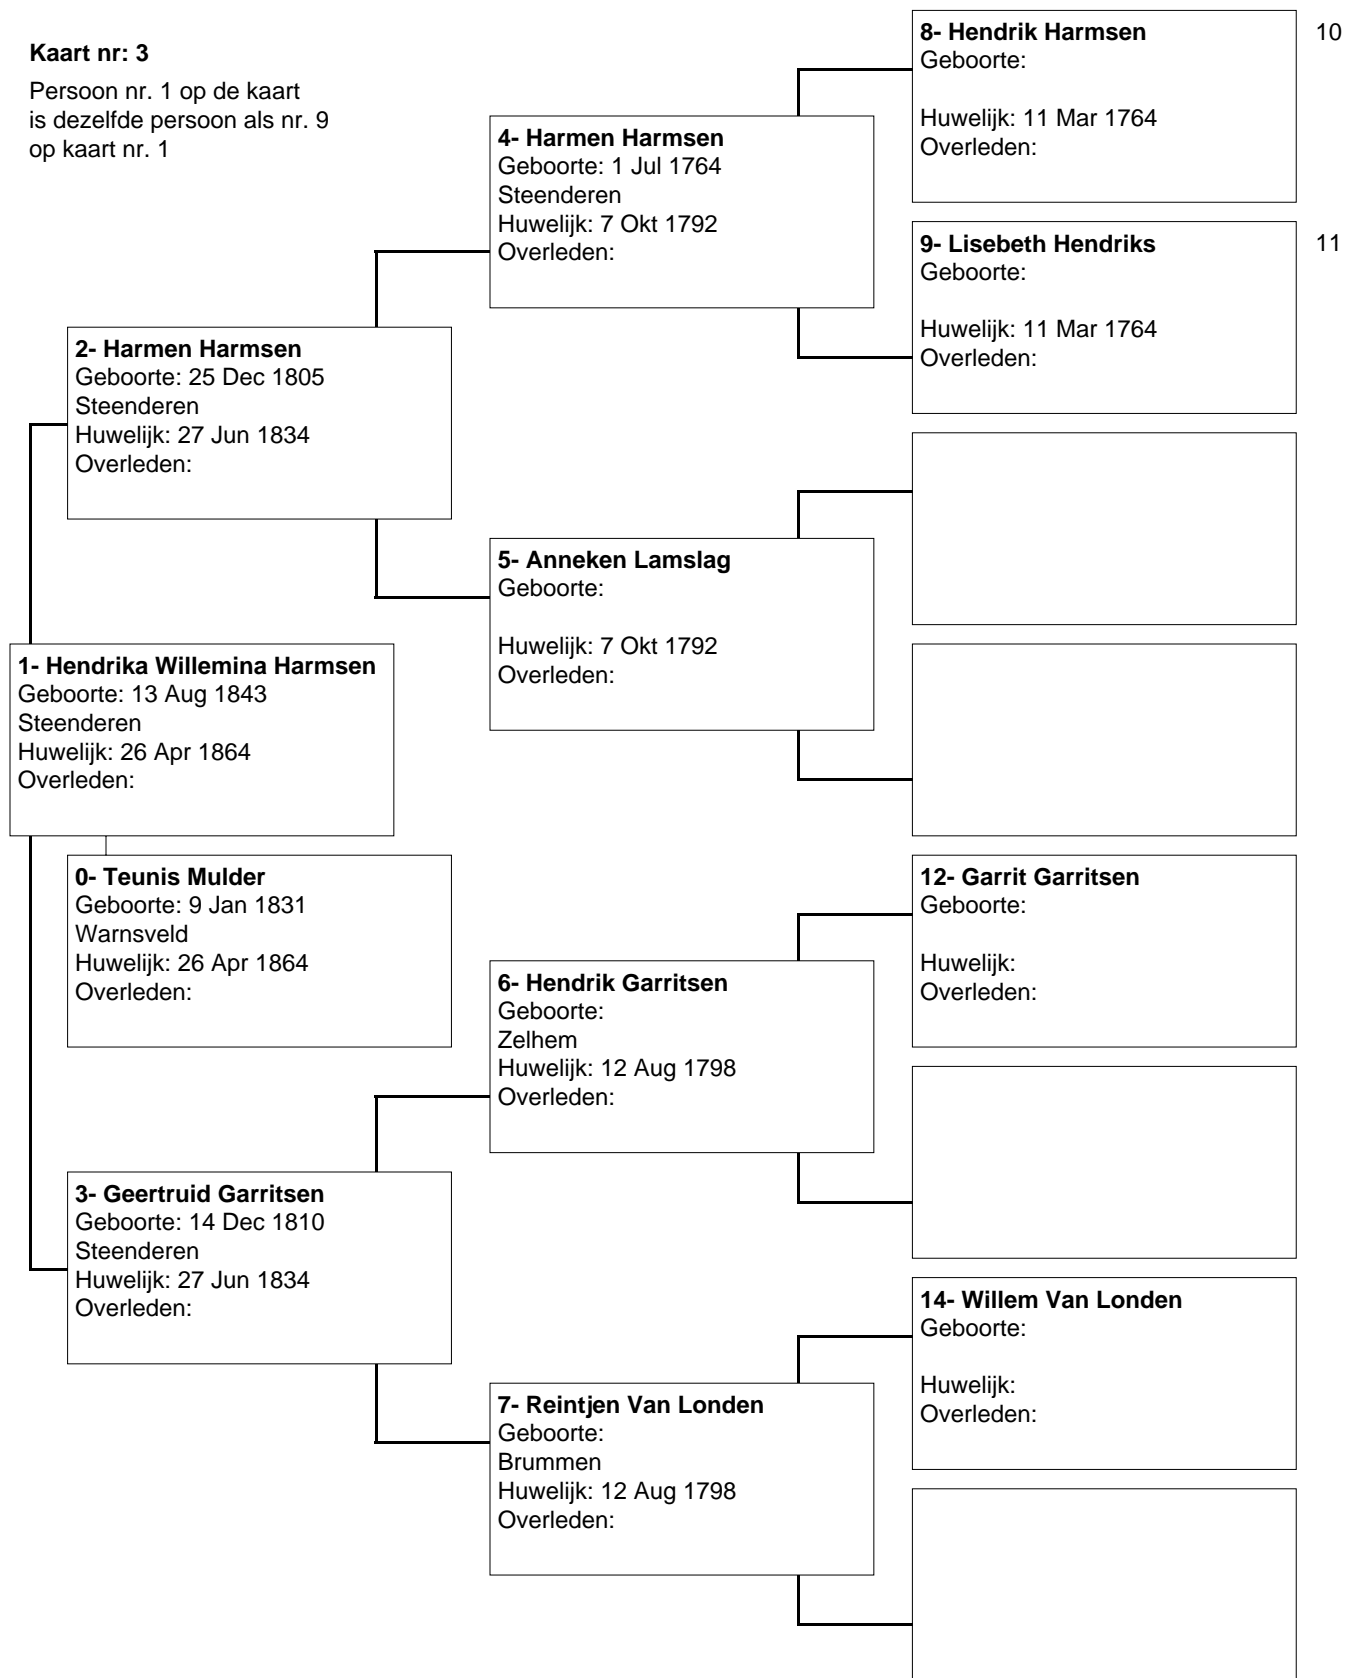 Kaart nr: 3
Persoon nr. 1 op de kaart
is dezelfde persoon als nr. 9
op kaart nr. 1
8- Hendrik Harmsen
Geboorte:
Huwelijk: 11 Mar 1764
Overleden:
10
4- Harmen Harmsen
Geboorte: 1 Jul 1764
Steenderen
Huwelijk: 7 Okt 1792
Overleden:
9- Lisebeth Hendriks
Geboorte:
Huwelijk: 11 Mar 1764
Overleden:
11
2- Harmen Harmsen
Geboorte: 25 Dec 1805
Steenderen
Huwelijk: 27 Jun 1834
Overleden:
5- Anneken Lamslag
Geboorte:
Huwelijk: 7 Okt 1792
Overleden:
1- Hendrika Willemina Harmsen
Geboorte: 13 Aug 1843
Steenderen
Huwelijk: 26 Apr 1864
Overleden:
0- Teunis Mulder
Geboorte: 9 Jan 1831
Warnsveld
Huwelijk: 26 Apr 1864
Overleden:
12- Garrit Garritsen
Geboorte:
Huwelijk:
Overleden:
6- Hendrik Garritsen
Geboorte:
Zelhem
Huwelijk: 12 Aug 1798
Overleden:
3- Geertruid Garritsen
Geboorte: 14 Dec 1810
Steenderen
Huwelijk: 27 Jun 1834
Overleden:
14- Willem Van Londen
Geboorte:
Huwelijk:
Overleden:
7- Reintjen Van Londen
Geboorte:
Brummen
Huwelijk: 12 Aug 1798
Overleden: